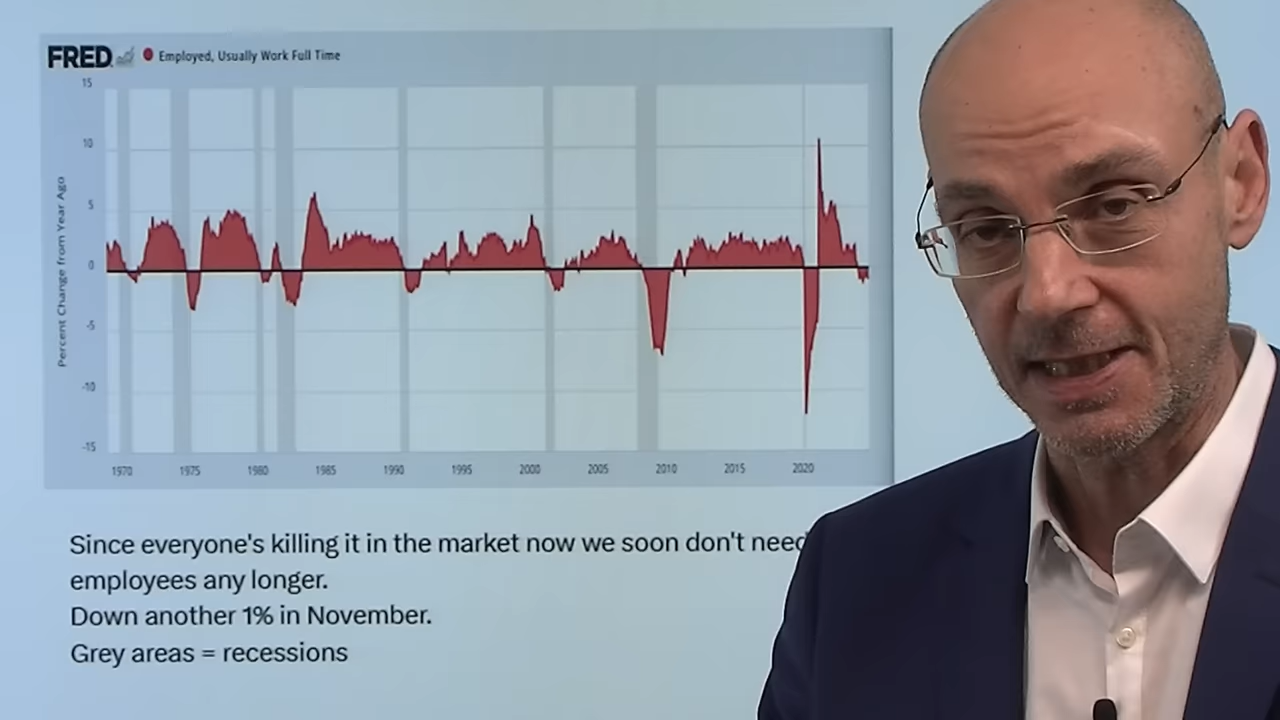 FRED
Employed, Usually Work Full Time
Percent Change from Year Ago
15
10
5
0
-5
-10
-15
1970 1975 1980 1985 1990 1995 2000 2005 2010 2015 2020
Since everyone's killing it in the market now we soon don't need
employees any longer.
Down another 1% in November.
Grey areas = recessions